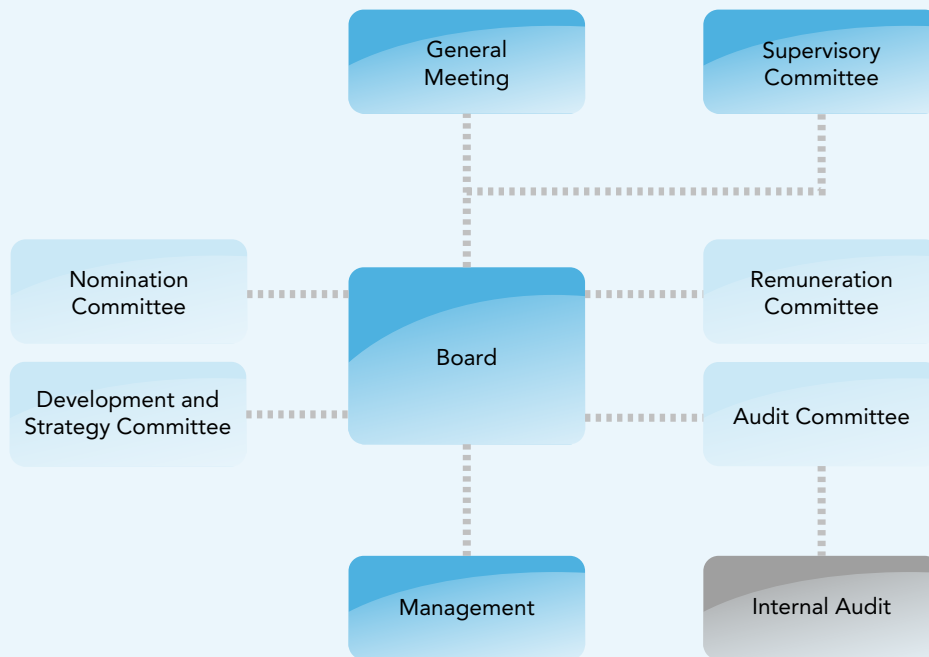 General
Meeting
Supervisory
Committee
Nomination
Committee
Remuneration
Committee
Board
Development and
Strategy Committee
Audit Committee
Management
Internal Audit